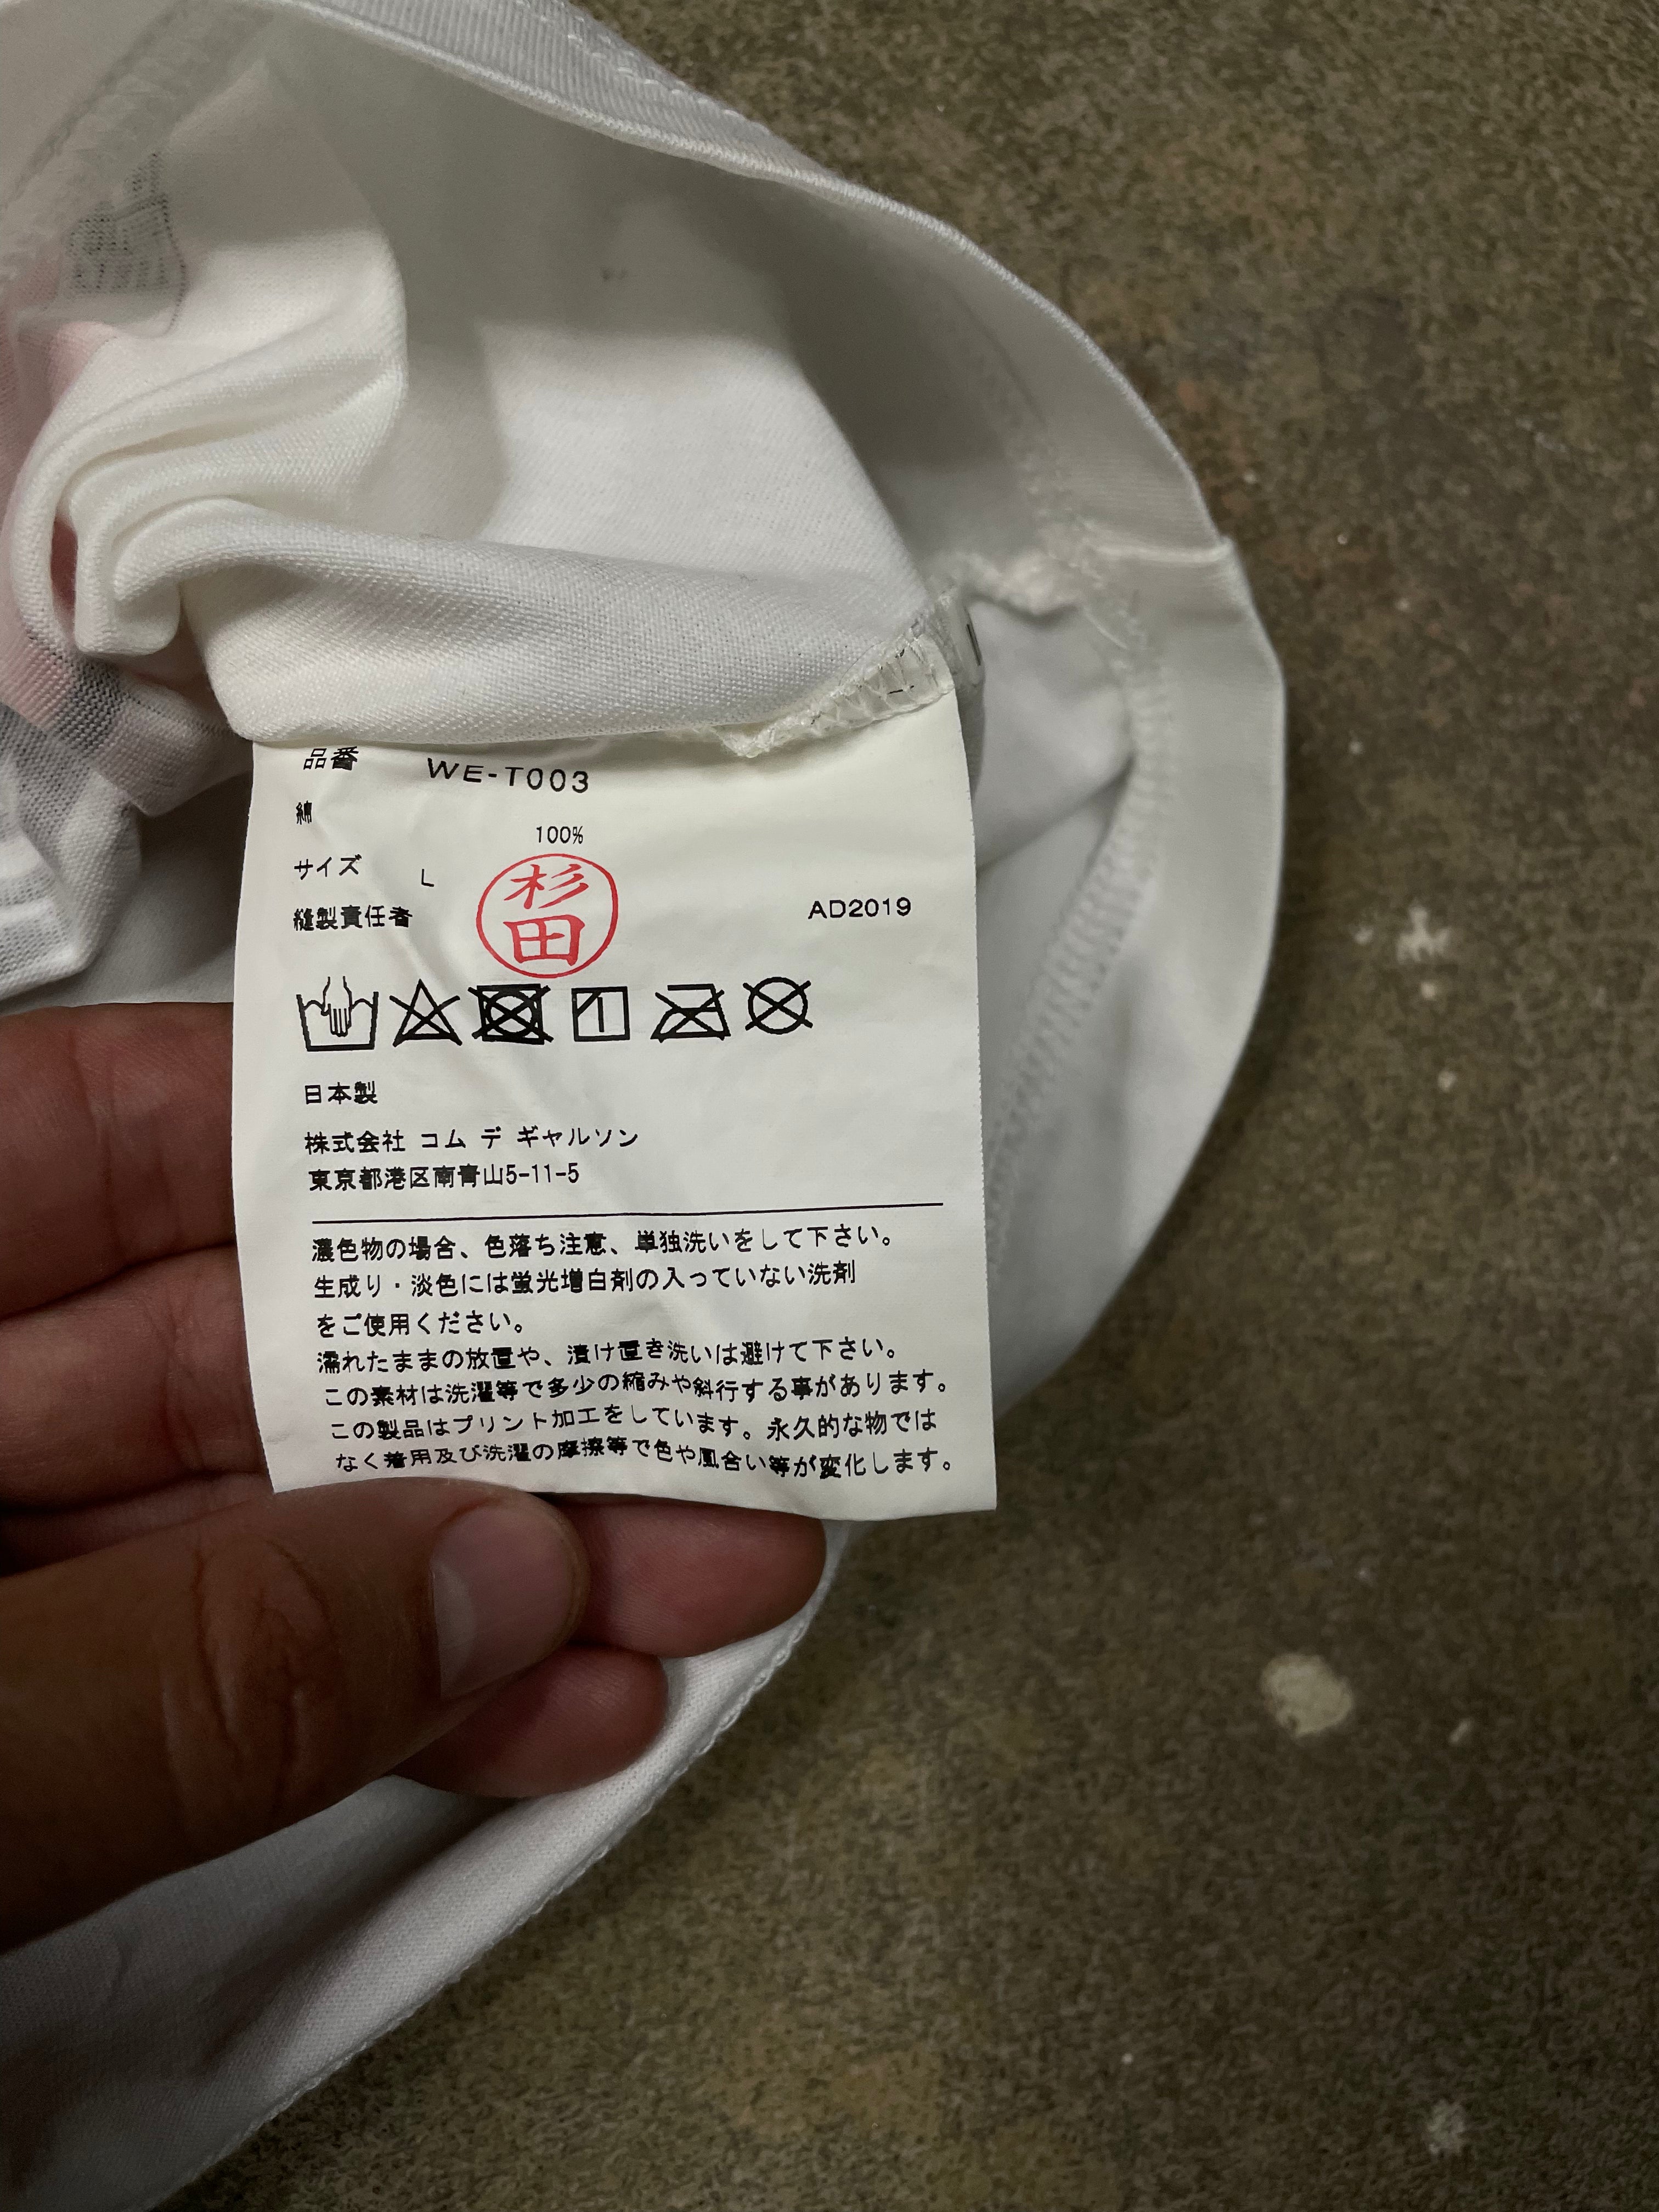 品番 WE-T003
綿 100%
サイズ L
縫製責任者 杉田 AD2019
日本製
株式会社 コム デ ギャルソン
東京都港区南青山5-11-5
濃色物の場合、色落ち注意、単独洗いをして下さい。
生成り・淡色には蛍光増白剤の入っていない洗剤
をご使用ください。
濡れたままの放置や、漬け置き洗いは避けて下さい。
この素材は洗濯等で多少の縮みや斜行する事があります。
この製品はプリント加工をしています。永久的な物では
なく着用及び洗濯の摩擦等で色や風合い等が変化します。